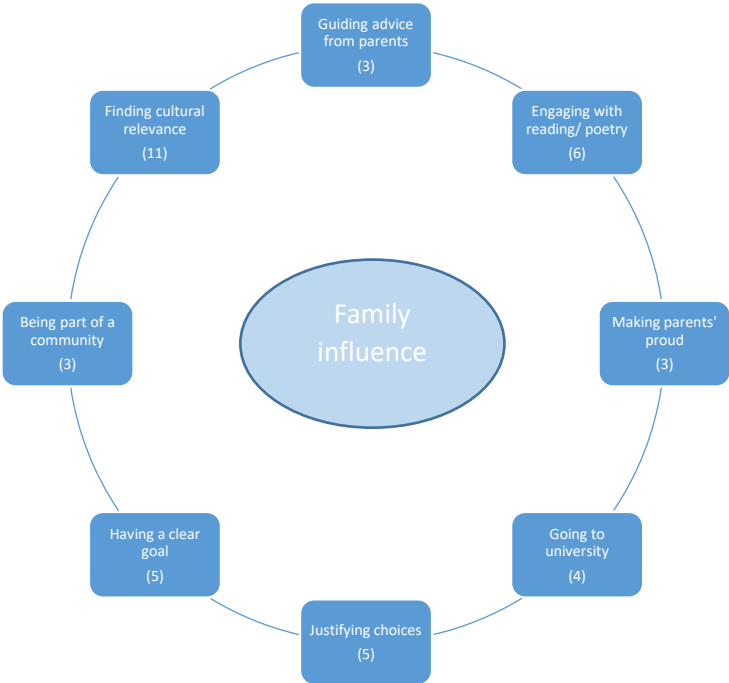 Guiding advice
from parents
(3)
Engaging with
reading/ poetry
(6)
Making parents'
proud
(3)
Going to
university
(4)
Justifying choices
(5)
Having a clear
goal
(5)
Being part of a
community
(3)
Finding cultural
relevance
(11)
Family
influence